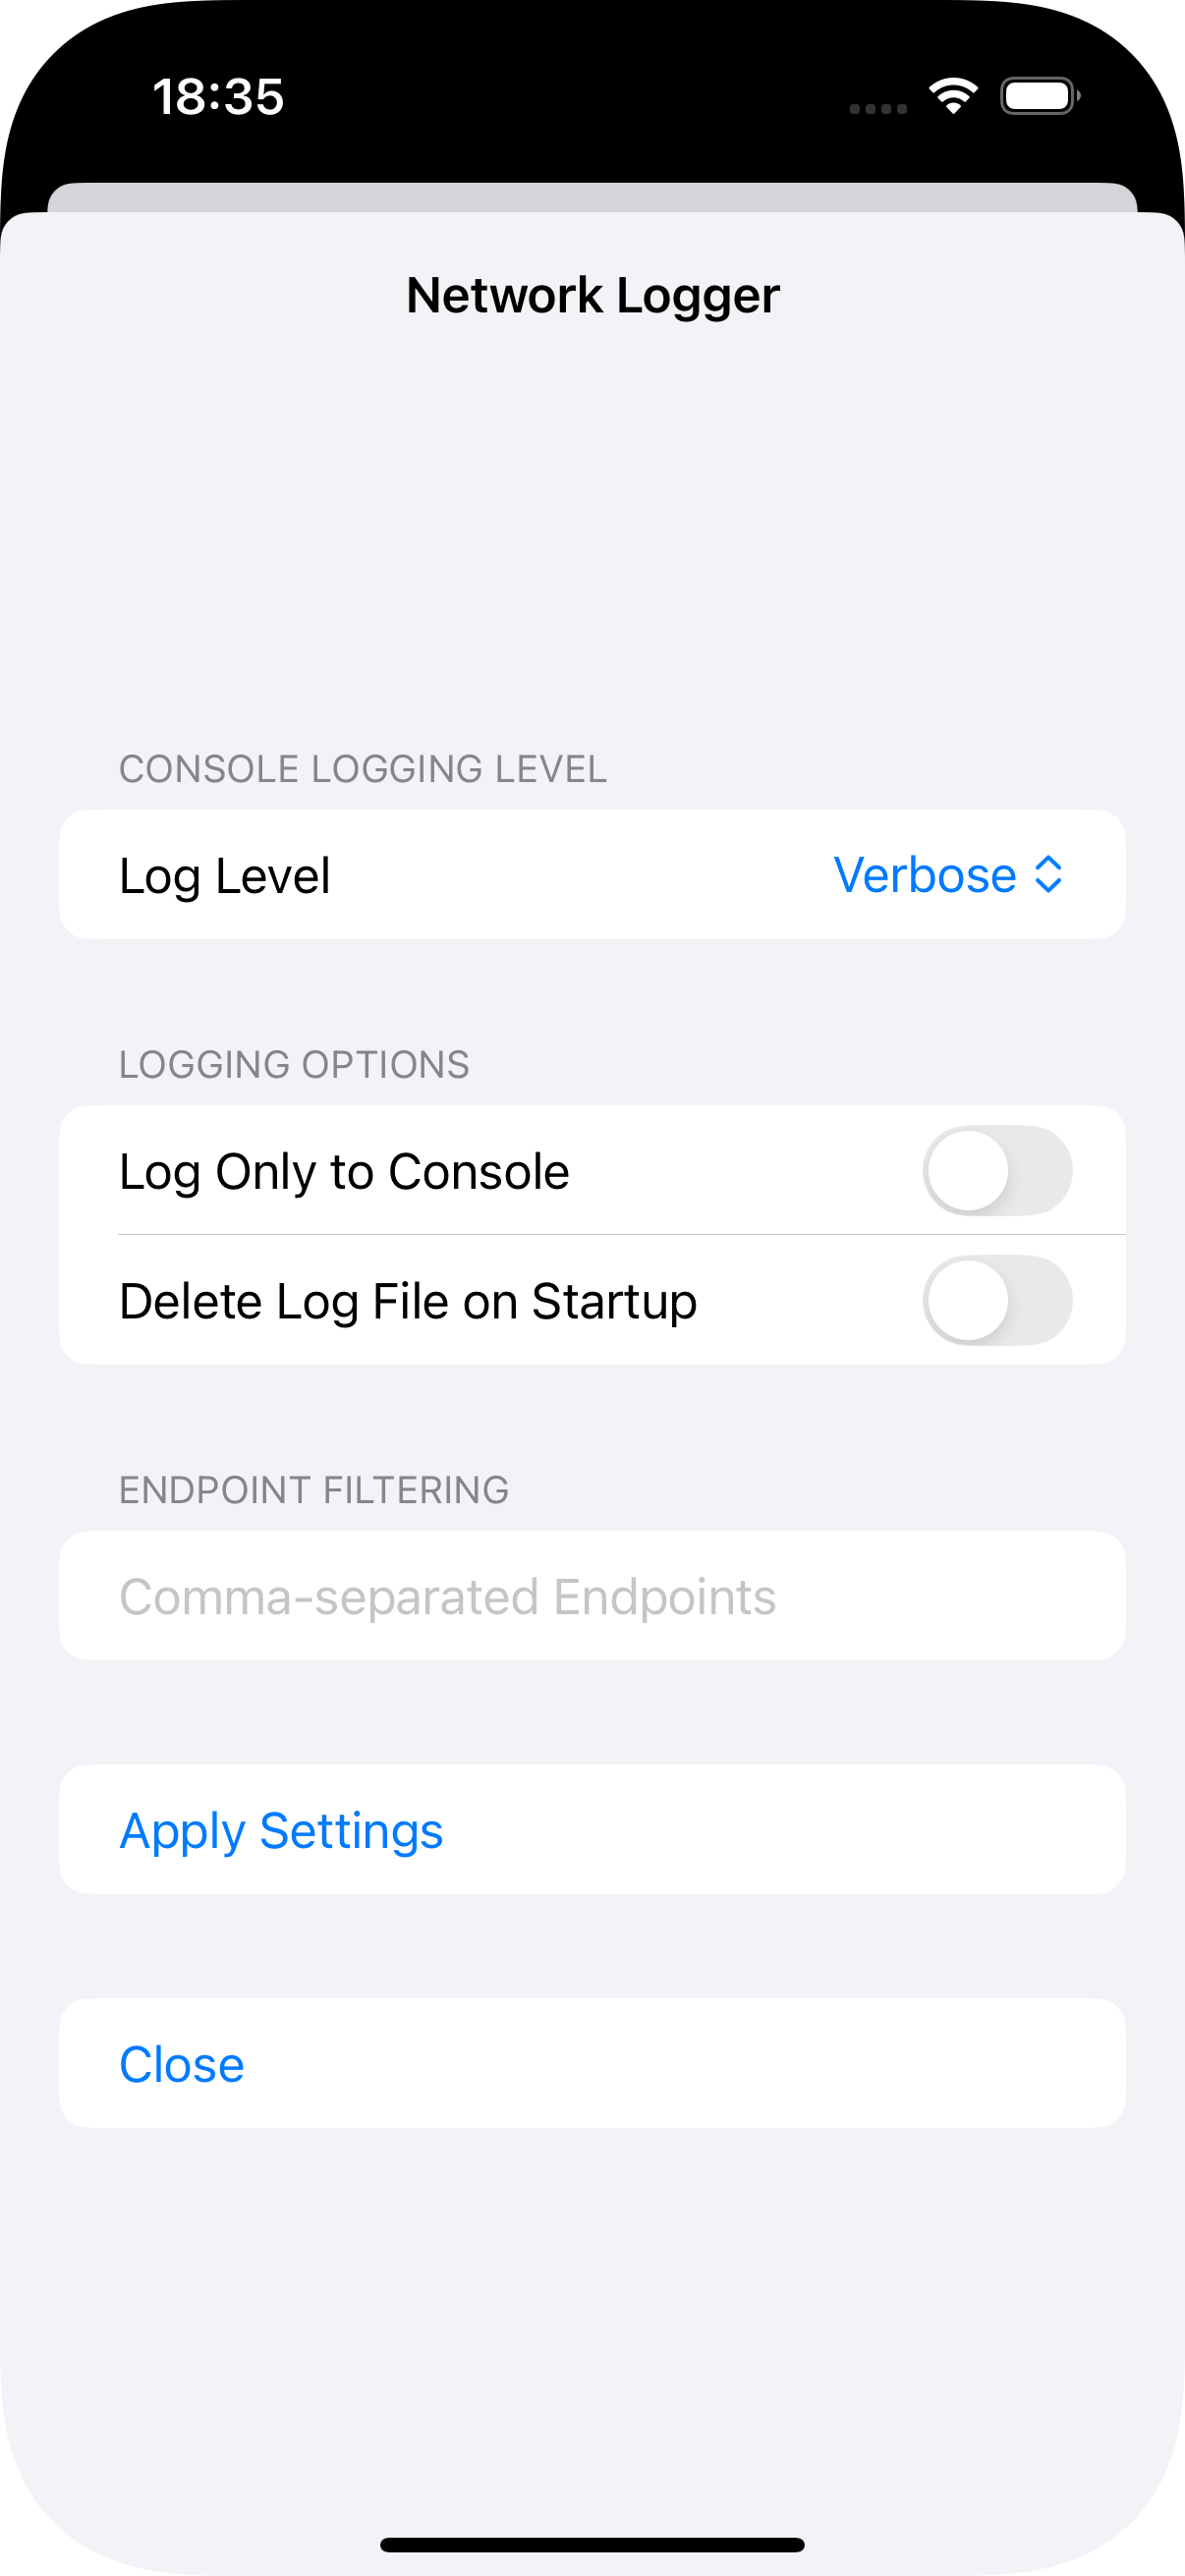 18:35
Network Logger
CONSOLE LOGGING LEVEL
Log Level
Verbose
LOGGING OPTIONS
Log Only to Console
Delete Log File on Startup
ENDPOINT FILTERING
Comma-separated Endpoints
Apply Settings
Close